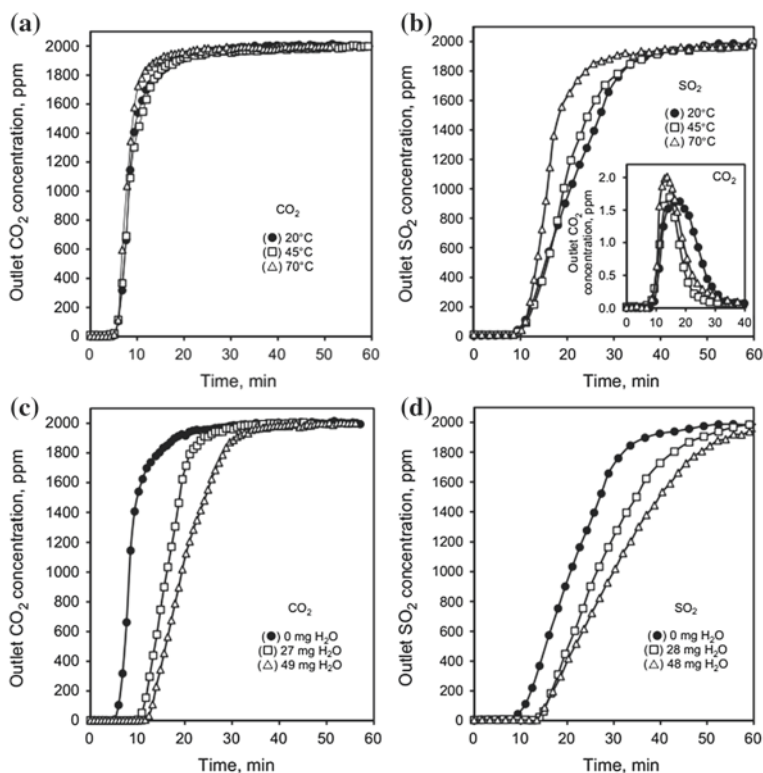 (a)
2000
1800
1600
1400
1200
1000
800
600
400
200
0
Outlet CO2 concentration, ppm
CO2
(●) 20°C
(□) 45°C
(△) 70°C
0 10 20 30 40 50 60
Time, min
(b)
2000
1800
1600
1400
1200
1000
800
600
400
200
0
Outlet SO2 concentration, ppm
SO2
(●) 20°C
(□) 45°C
(△) 70°C
2.0
1.5
1.0
0.5
0.0
Outlet CO2
concentration, ppm
CO2
0 10 20 30 40
0 10 20 30 40 50 60
Time, min
(c)
2000
1800
1600
1400
1200
1000
800
600
400
200
0
Outlet CO2 concentration, ppm
CO2
(●) 0 mg H2O
(□) 27 mg H2O
(△) 49 mg H2O
0 10 20 30 40 50 60
Time, min
(d)
2000
1800
1600
1400
1200
1000
800
600
400
200
0
Outlet SO2 concentration, ppm
SO2
(●) 0 mg H2O
(□) 28 mg H2O
(△) 48 mg H2O
0 10 20 30 40 50 60
Time, min